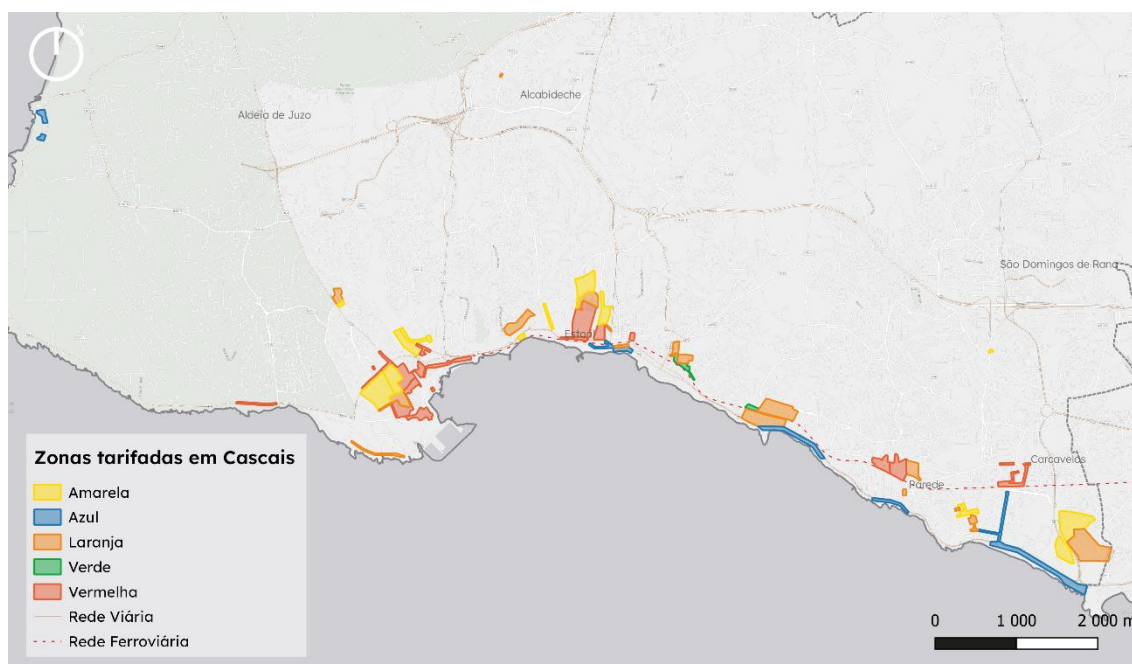 Alcabideche
Aldeia de Juzo
São Domingos de Rana
Estoril
Carcavelos
Parede
Zonas tarifadas em Cascais
Amarela
Azul
Laranja
Verde
Vermelha
Rede Viária
Rede Ferroviária
0 1 000 2 000 m